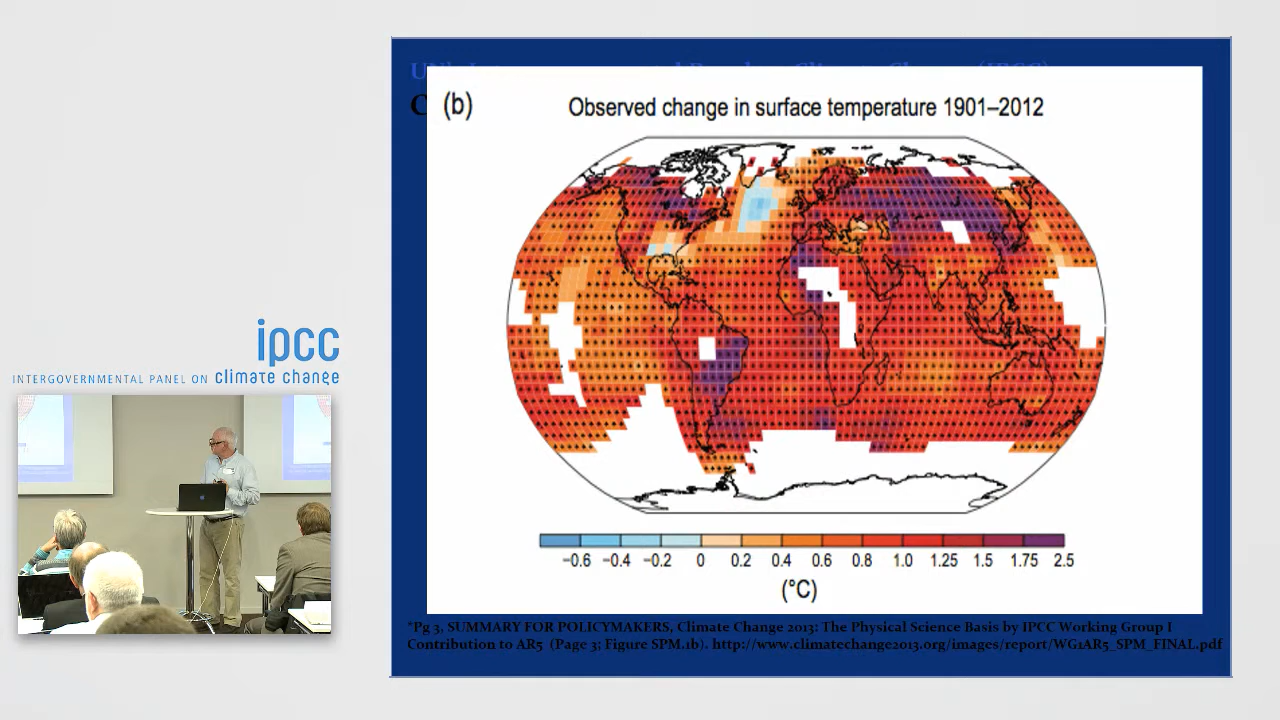 (b)
Observed change in surface temperature 1901–2012
ipcc
INTERGOVERNMENTAL PANEL ON climate change
−0.6 −0.4 −0.2 0 0.2 0.4 0.6 0.8 1.0 1.25 1.5 1.75 2.5
(°C)
*Pg 3, SUMMARY FOR POLICYMAKERS, Climate Change 2013: The Physical Science Basis by IPCC Working Group I
Contribution to AR5 (Page 3; Figure SPM.1b). http://www.climatechange2013.org/images/report/WG1AR5_SPM_FINAL.pdf